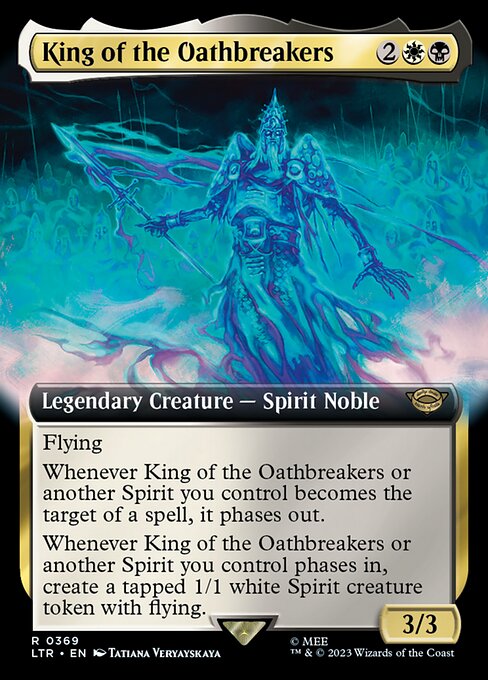 King of the Oathbreakers 2
Legendary Creature — Spirit Noble
Flying
Whenever King of the Oathbreakers or
another Spirit you control becomes the
target of a spell, it phases out.
Whenever King of the Oathbreakers or
another Spirit you control phases in,
create a tapped 1/1 white Spirit creature
token with flying.
3/3
R 0369
LTR • EN Tatiana Veryayskaya
© MEE
™ & © 2023 Wizards of the Coast